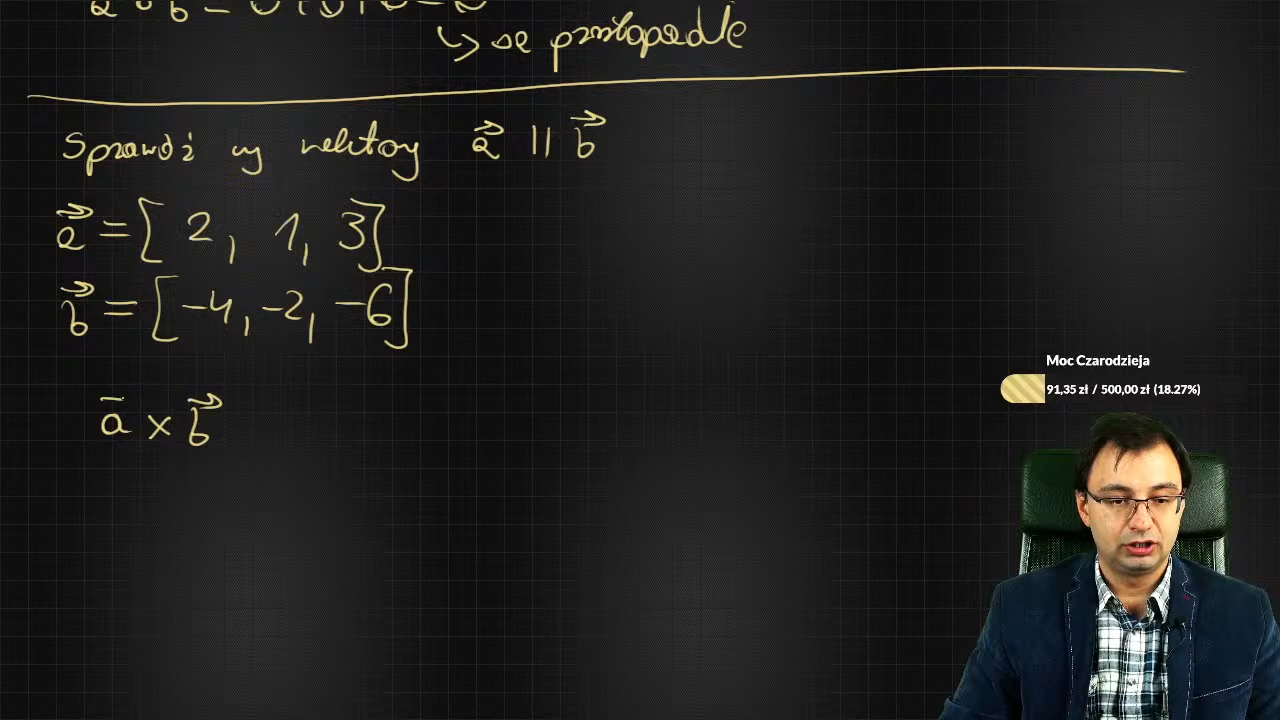 ↳ są prostopadłe
Sprawdź czy wektory a⃗ || b⃗
a⃗ = [ 2, 1, 3]
b⃗ = [-4, -2, -6]
a̅ × b⃗
Moc Czarodzieja
91,35 zł / 500,00 zł (18.27%)